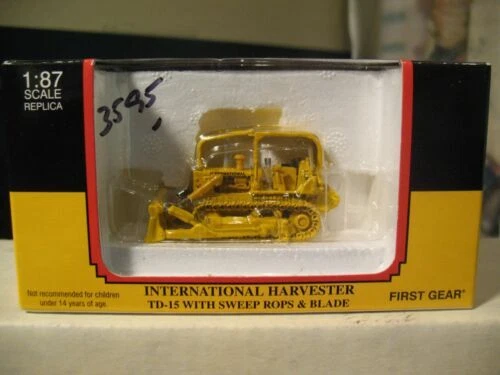 1:87
SCALE
REPLICA
3595
INTERNATIONAL HARVESTER
TD-15 WITH SWEEP ROPS & BLADE
Not recommended for children
under 14 years of age.
FIRST GEAR®